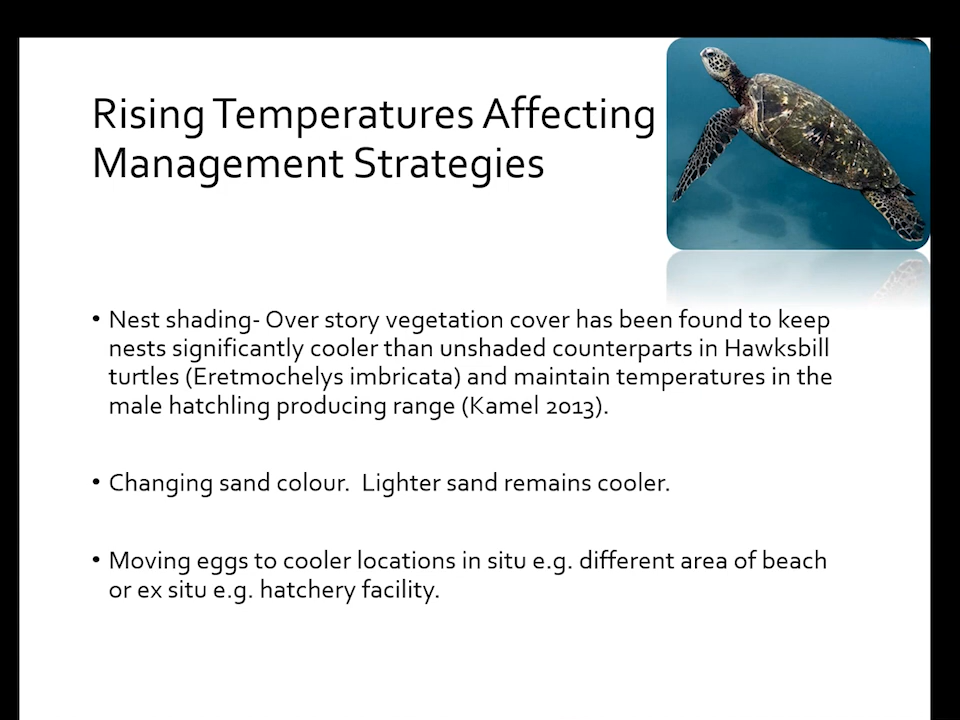 Rising Temperatures Affecting
Management Strategies
• Nest shading- Over story vegetation cover has been found to keep
nests significantly cooler than unshaded counterparts in Hawksbill
turtles (Eretmochelys imbricata) and maintain temperatures in the
male hatchling producing range (Kamel 2013).
• Changing sand colour.  Lighter sand remains cooler.
• Moving eggs to cooler locations in situ e.g. different area of beach
or ex situ e.g. hatchery facility.